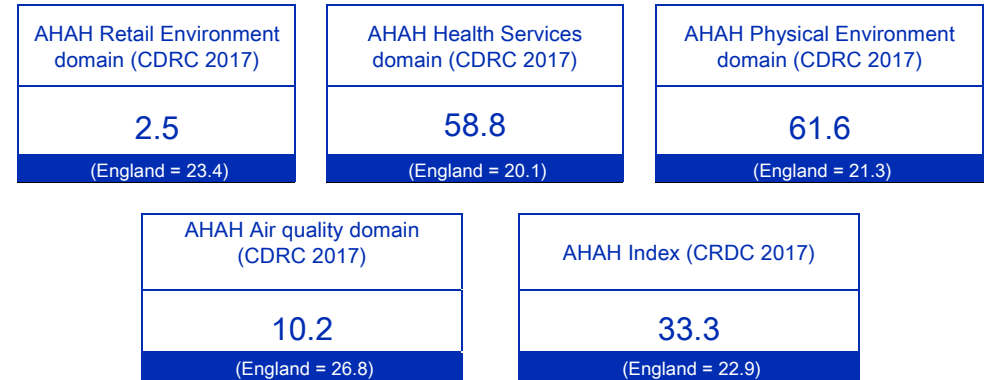 AHAH Retail Environment
domain (CDRC 2017)
2.5
(England = 23.4)
AHAH Health Services
domain (CDRC 2017)
58.8
(England = 20.1)
AHAH Physical Environment
domain (CDRC 2017)
61.6
(England = 21.3)
AHAH Air quality domain
(CDRC 2017)
10.2
(England = 26.8)
AHAH Index (CRDC 2017)
33.3
(England = 22.9)